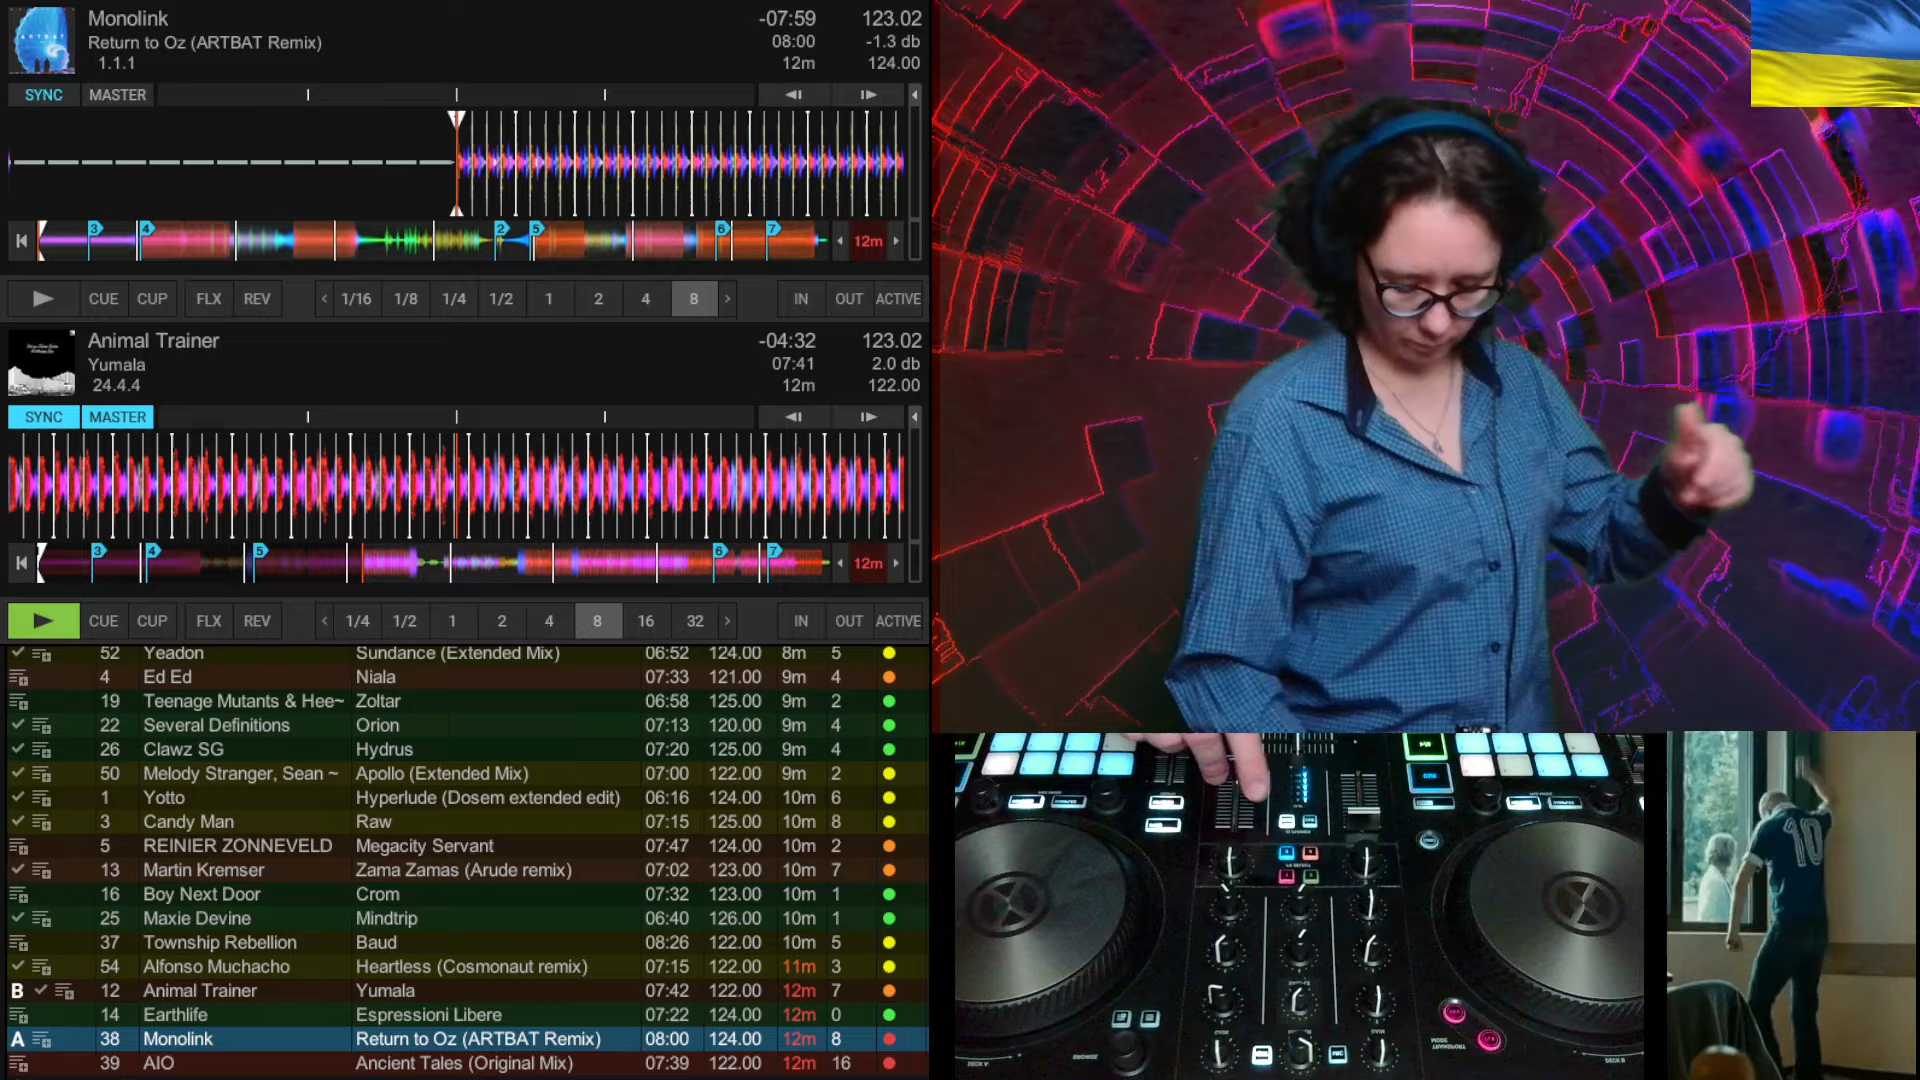 Monolink -07:59 123.02
Return to Oz (ARTBAT Remix) 08:00 -1.3 db
1.1.1 12m 124.00
SYNC MASTER
3 4 2 5 6 7 12m
CUE CUP FLX REV 1/16 1/8 1/4 1/2 1 2 4 8 IN OUT ACTIVE
Animal Trainer -04:32 123.02
Yumala 07:41 2.0 db
24.4.4 12m 122.00
SYNC MASTER
3 4 5 6 7 12m
CUE CUP FLX REV 1/4 1/2 1 2 4 8 16 32 IN OUT ACTIVE
52 Yeadon Sundance (Extended Mix) 06:52 124.00 8m 5
4 Ed Ed Niala 07:33 121.00 9m 4
19 Teenage Mutants & Hee~ Zoltar 06:58 125.00 9m 2
22 Several Definitions Orion 07:13 120.00 9m 4
26 Clawz SG Hydrus 07:20 125.00 9m 4
50 Melody Stranger, Sean ~ Apollo (Extended Mix) 07:00 122.00 9m 2
1 Yotto Hyperlude (Dosem extended edit) 06:16 124.00 10m 6
3 Candy Man Raw 07:15 125.00 10m 8
5 REINIER ZONNEVELD Megacity Servant 07:47 124.00 10m 2
13 Martin Kremser Zama Zamas (Arude remix) 07:02 123.00 10m 7
16 Boy Next Door Crom 07:32 123.00 10m 1
25 Maxie Devine Mindtrip 06:40 126.00 10m 1
37 Township Rebellion Baud 08:26 122.00 10m 5
54 Alfonso Muchacho Heartless (Cosmonaut remix) 07:15 122.00 11m 3
B 12 Animal Trainer Yumala 07:42 122.00 12m 7
14 Earthlife Espressioni Libere 07:22 124.00 12m 0
A 38 Monolink Return to Oz (ARTBAT Remix) 08:00 124.00 12m 8
39 AIO Ancient Tales (Original Mix) 07:39 122.00 12m 16
10